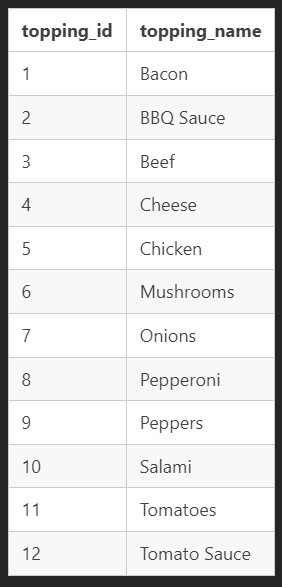 topping_id topping_name
1 Bacon
2 BBQ Sauce
3 Beef
4 Cheese
5 Chicken
6 Mushrooms
7 Onions
8 Pepperoni
9 Peppers
10 Salami
11 Tomatoes
12 Tomato Sauce